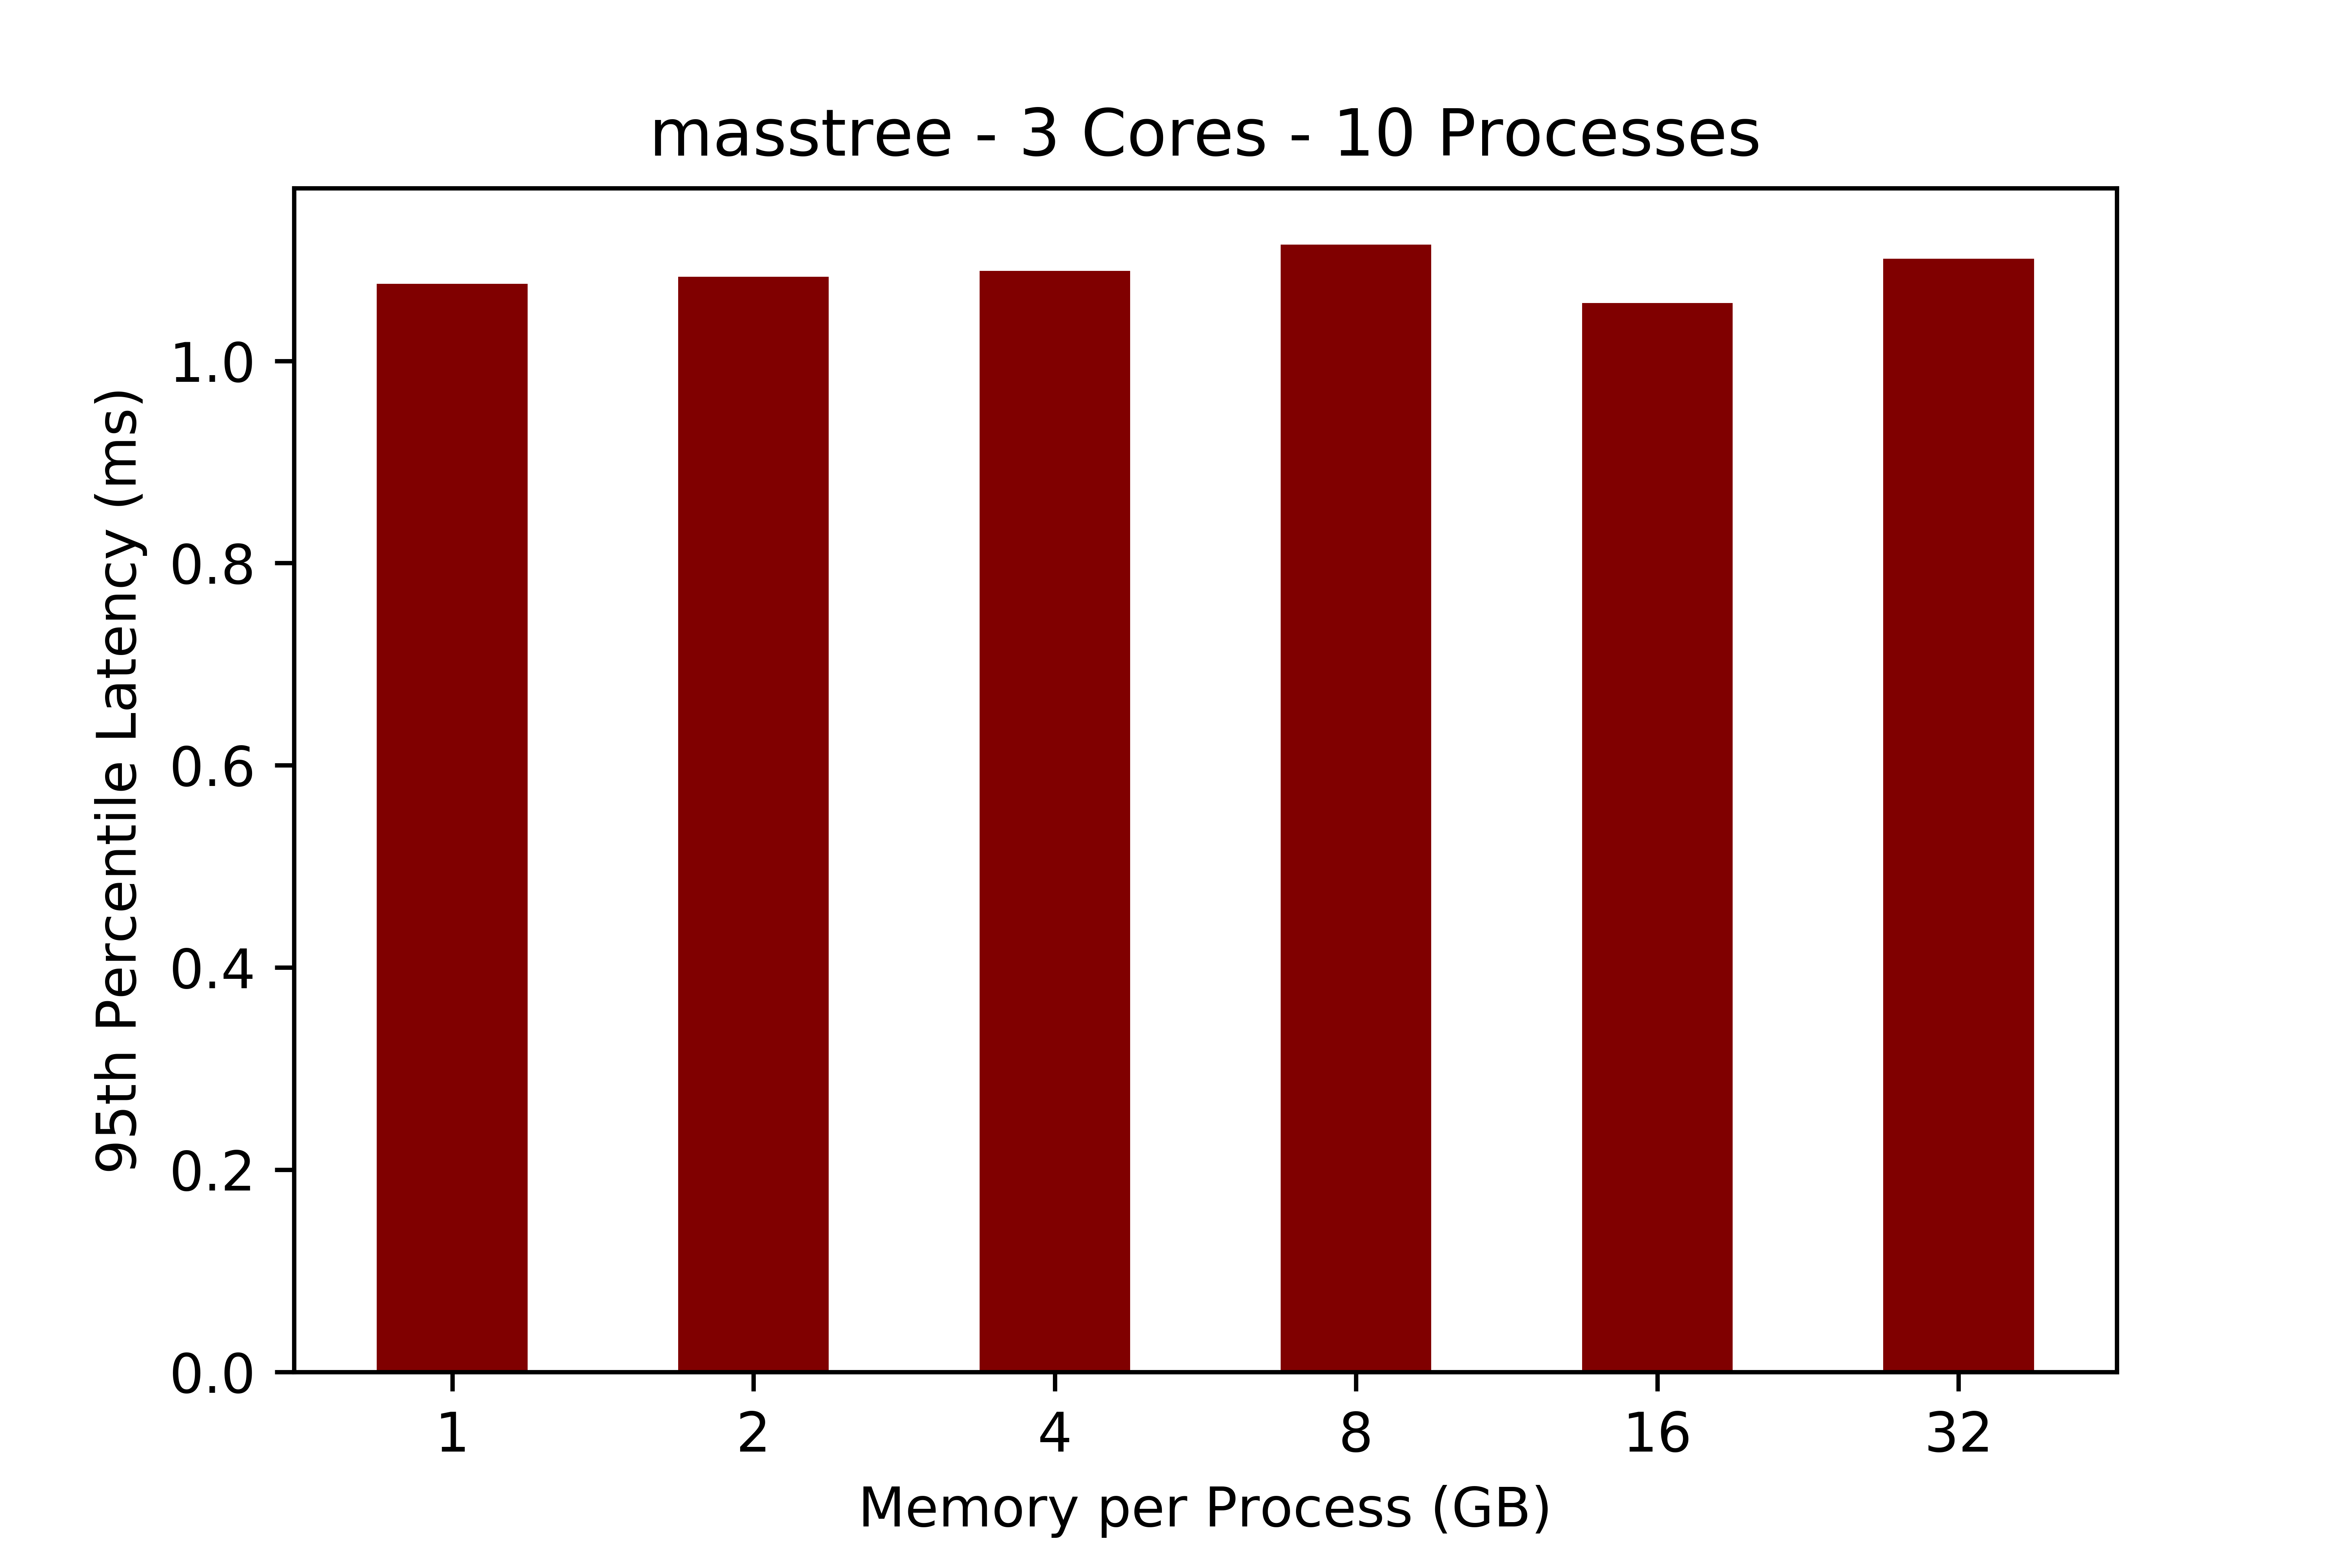 masstree - 3 Cores - 10 Processes
95th Percentile Latency (ms)
1.0
0.8
0.6
0.4
0.2
0.0
1 2 4 8 16 32
Memory per Process (GB)